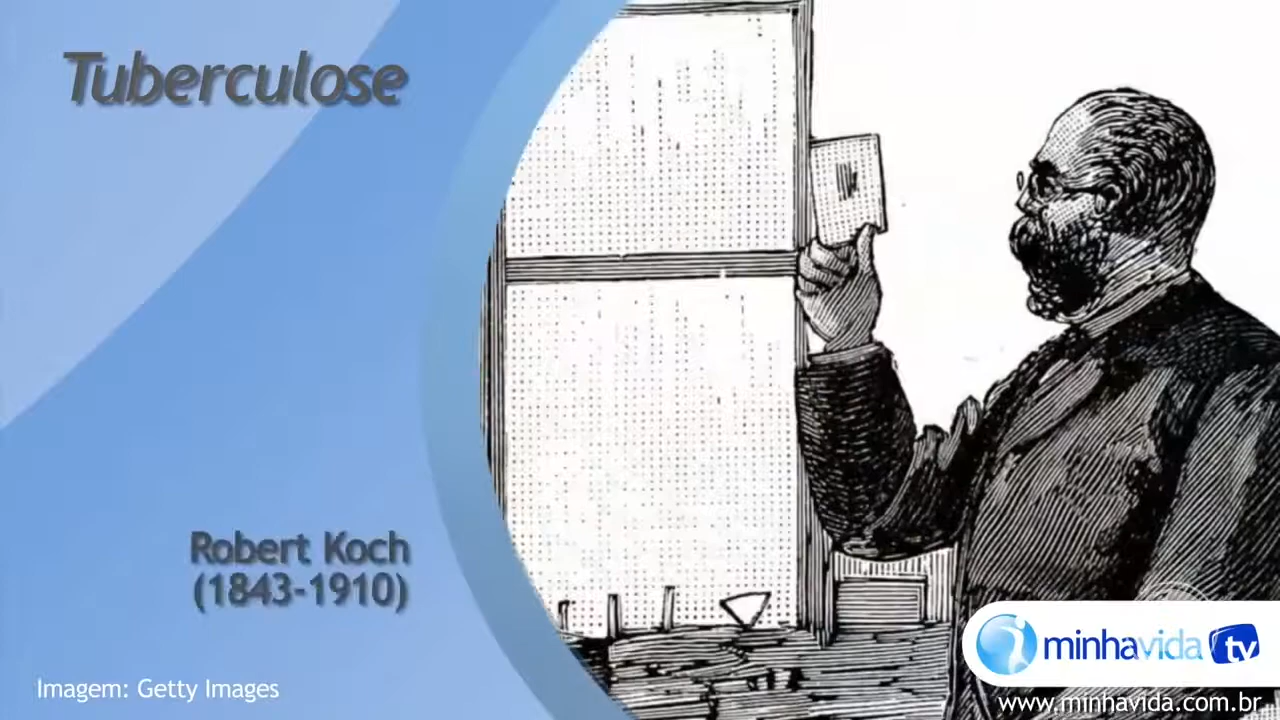 Tuberculose
Robert Koch
(1843-1910)
Imagem: Getty Images
minhavida tv
www.minhavida.com.br